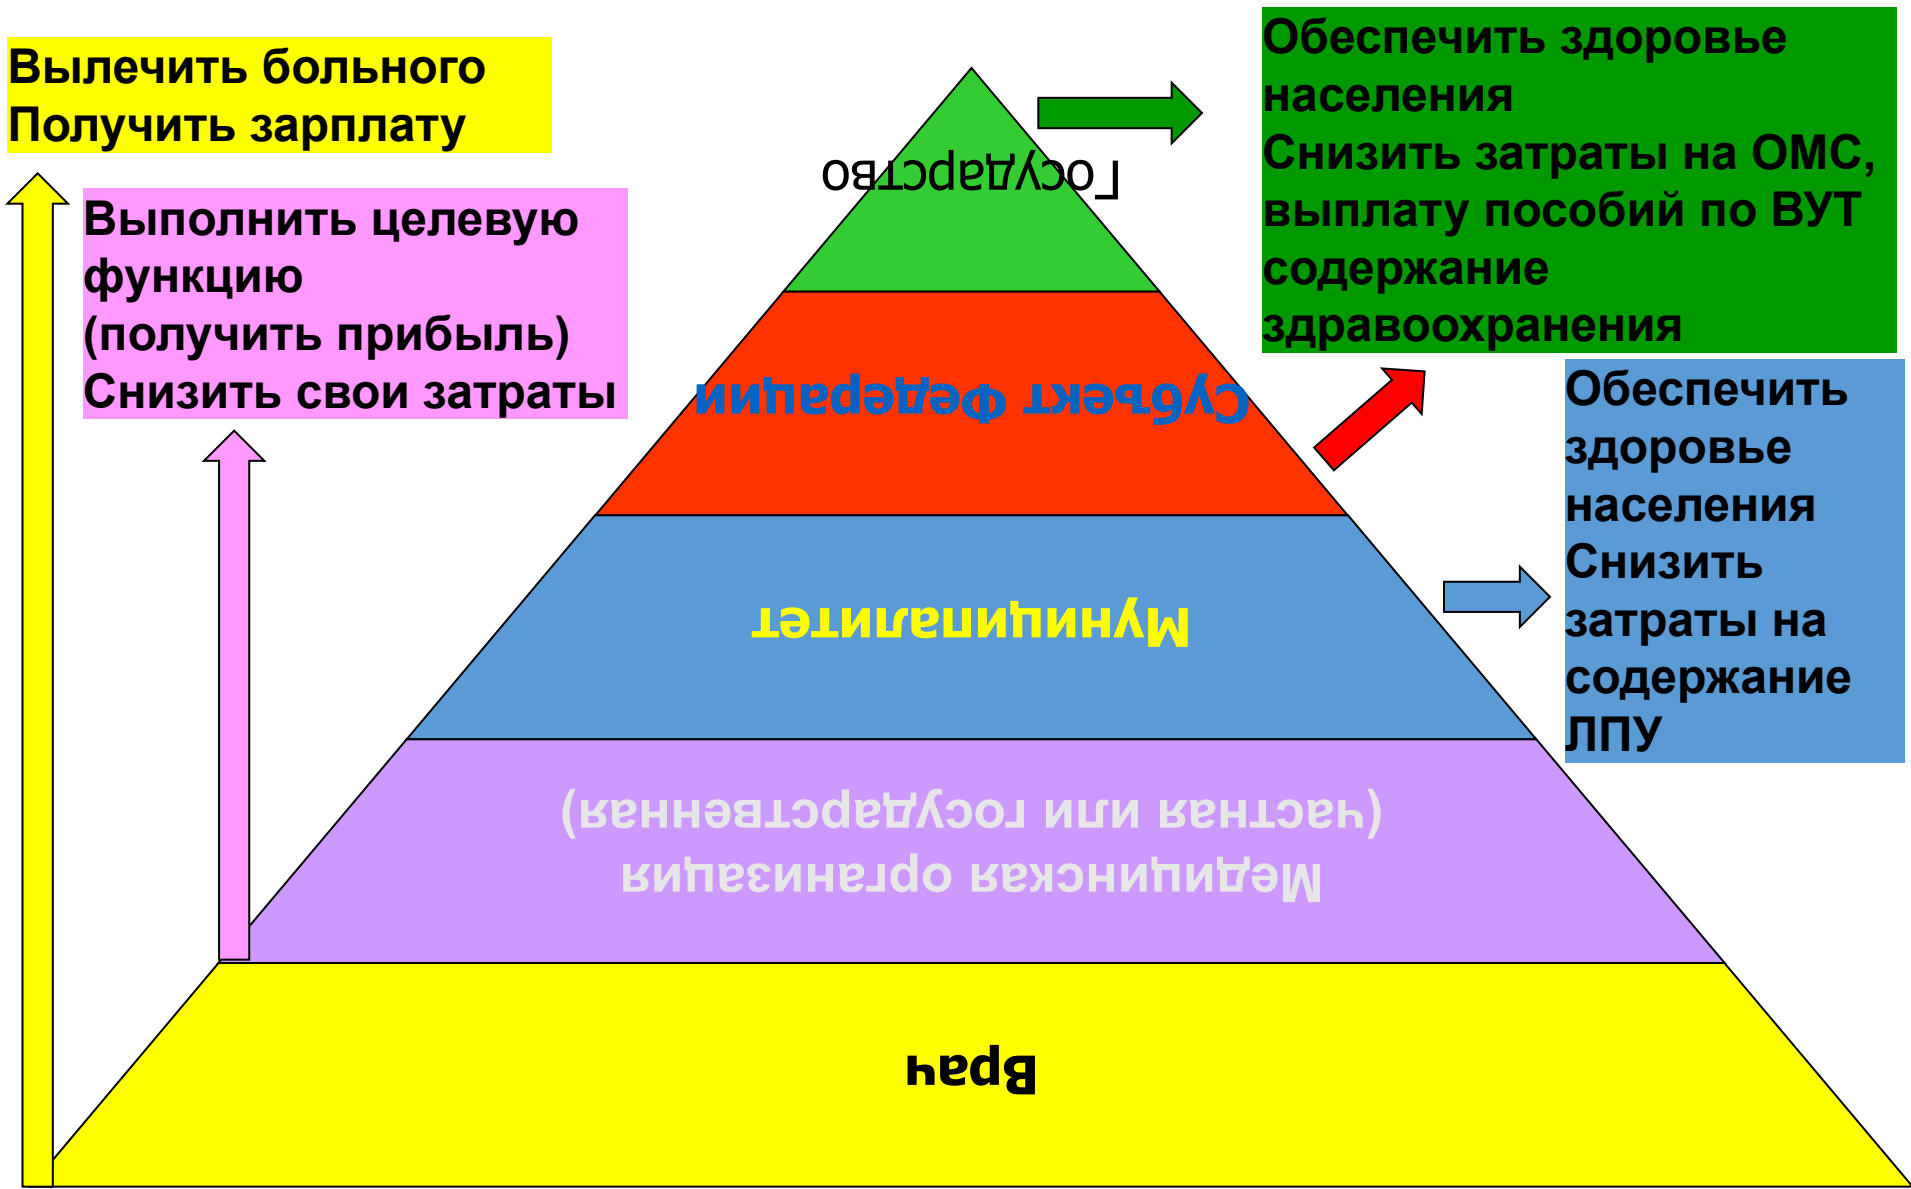 Вылечить больного
Получить зарплату
Выполнить целевую
функцию
(получить прибыль)
Снизить свои затраты
Обеспечить здоровье
населения
Снизить затраты на ОМС,
выплату пособий по ВУТ
содержание
здравоохранения
Обеспечить
здоровье
населения
Снизить
затраты на
содержание
ЛПУ
Государство
Субъект Федерации
Муниципалитет
Медицинская организация
(частная или государственная)
Врач